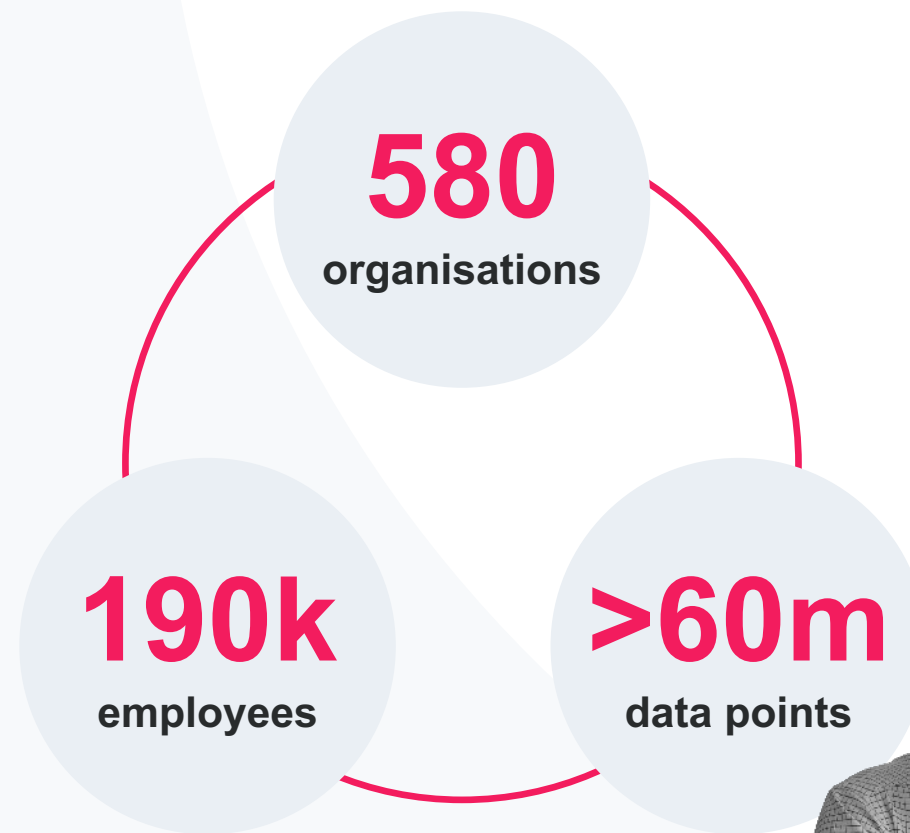 580
organisations
190k
employees
>60m
data points